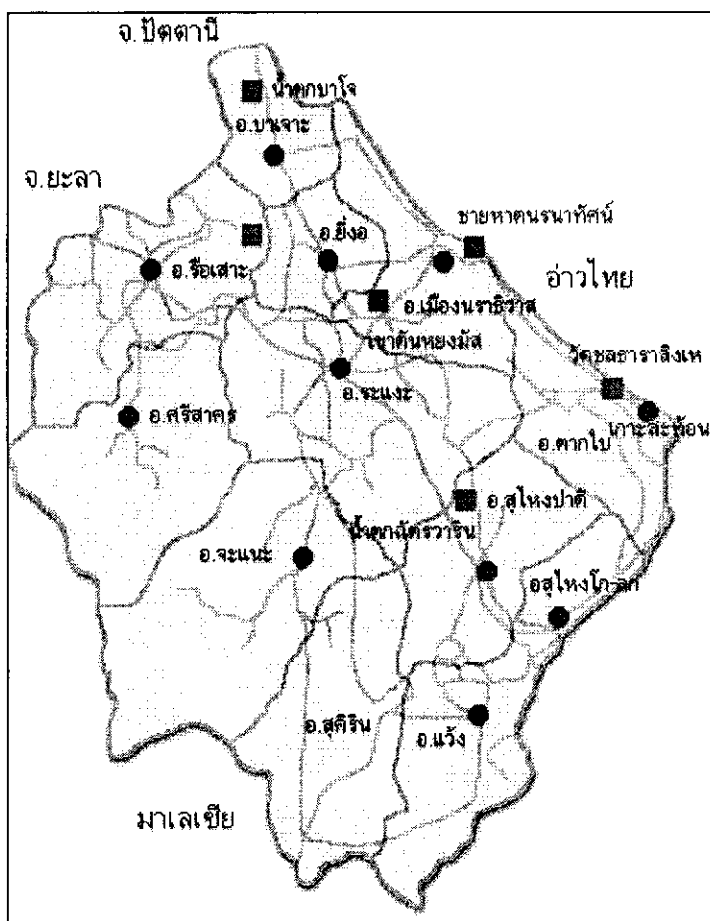 จ.ปัตตานี
น้ำตกบาโจ
อ.บาเจาะ
จ.ยะลา
ชายหาดนราทัศน์
อ.ยี่งอ
อ.รือเสาะ
อ่าวไทย
อ.เมืองนราธิวาส
เขาตันหยงมัส
วัดชลธาราสิงเห
อ.ระแงะ
อ.ศรีสาคร
เกาะสะท้อน
อ.ตากใบ
อ.สุไหงปาดี
น้ำตกฉัตรวาริน
อ.จะแนะ
อสุไหงโก-ลก
อ.สุคิริน
อ.แว้ง
มาเลเซีย